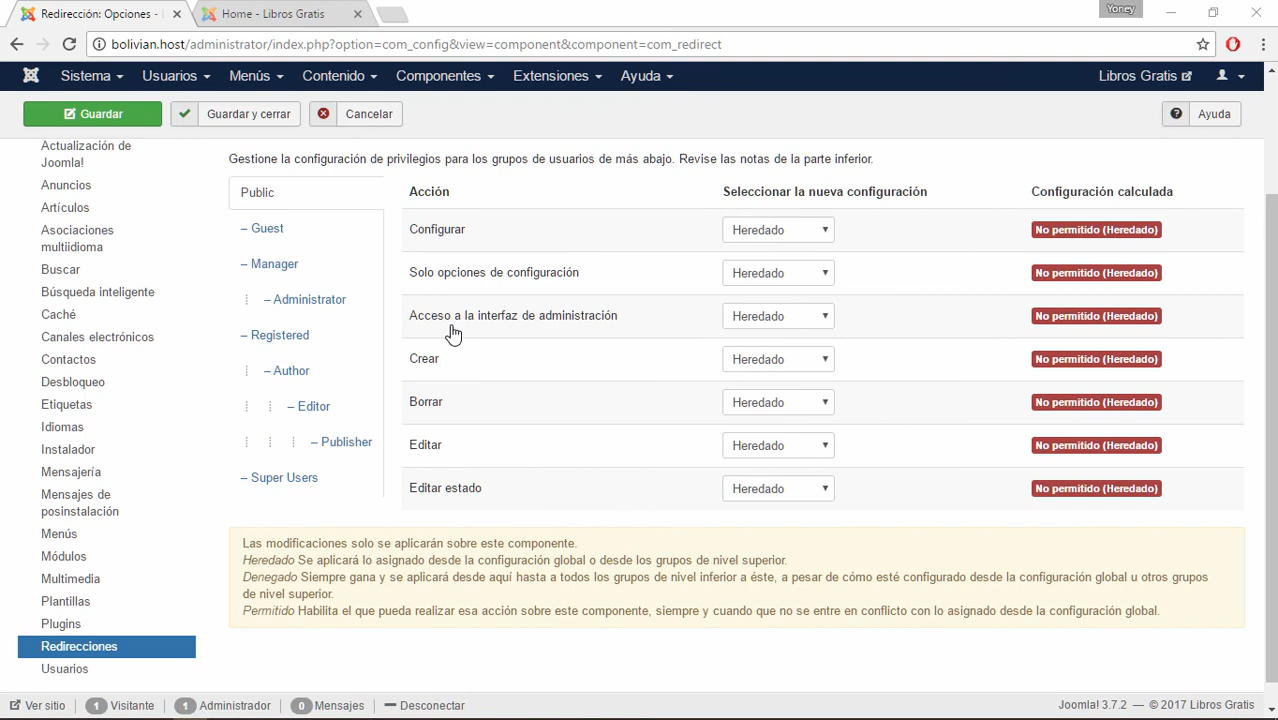 Redirección: Opciones -
Home - Libros Gratis
Yoney
bolivian.host/administrator/index.php?option=com_config&view=component&component=com_redirect
Sistema Usuarios Menús Contenido Componentes Extensiones Ayuda Libros Gratis
Guardar Guardar y cerrar Cancelar Ayuda
Actualización de
Joomla!
Anuncios
Artículos
Asociaciones
multiidioma
Buscar
Búsqueda inteligente
Caché
Canales electrónicos
Contactos
Desbloqueo
Etiquetas
Idiomas
Instalador
Mensajería
Mensajes de
posinstalación
Menús
Módulos
Multimedia
Plantillas
Plugins
Redirecciones
Usuarios
Gestione la configuración de privilegios para los grupos de usuarios de más abajo. Revise las notas de la parte inferior.
Public
– Guest
– Manager
– Administrator
– Registered
– Author
– Editor
– Publisher
– Super Users
Acción Seleccionar la nueva configuración Configuración calculada
Configurar Heredado No permitido (Heredado)
Solo opciones de configuración Heredado No permitido (Heredado)
Acceso a la interfaz de administración Heredado No permitido (Heredado)
Crear Heredado No permitido (Heredado)
Borrar Heredado No permitido (Heredado)
Editar Heredado No permitido (Heredado)
Editar estado Heredado No permitido (Heredado)
Las modificaciones solo se aplicarán sobre este componente.
Heredado Se aplicará lo asignado desde la configuración global o desde los grupos de nivel superior.
Denegado Siempre gana y se aplicará desde aquí hasta a todos los grupos de nivel inferior a éste, a pesar de cómo esté configurado desde la configuración global u otros grupos
de nivel superior.
Permitido Habilita el que pueda realizar esa acción sobre este componente, siempre y cuando que no se entre en conflicto con lo asignado desde la configuración global.
Ver sitio 1 Visitante 1 Administrador 0 Mensajes Desconectar Joomla! 3.7.2 — © 2017 Libros Gratis